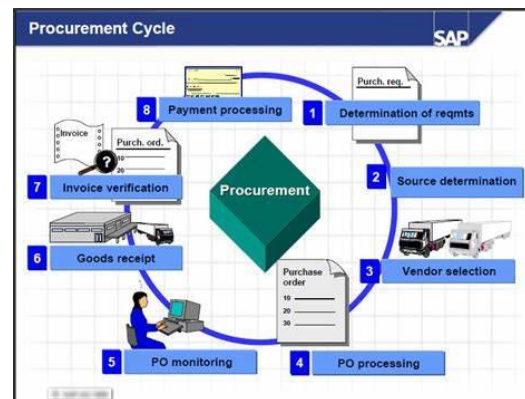 Procurement Cycle
SAP
Purch. req.
1 Determination of reqmts
2 Source determination
3 Vendor selection
Purchase
order
10
20
30
4 PO processing
5 PO monitoring
6 Goods receipt
Invoice
Purch. ord.
10
20
?
7 Invoice verification
8 Payment processing
Procurement